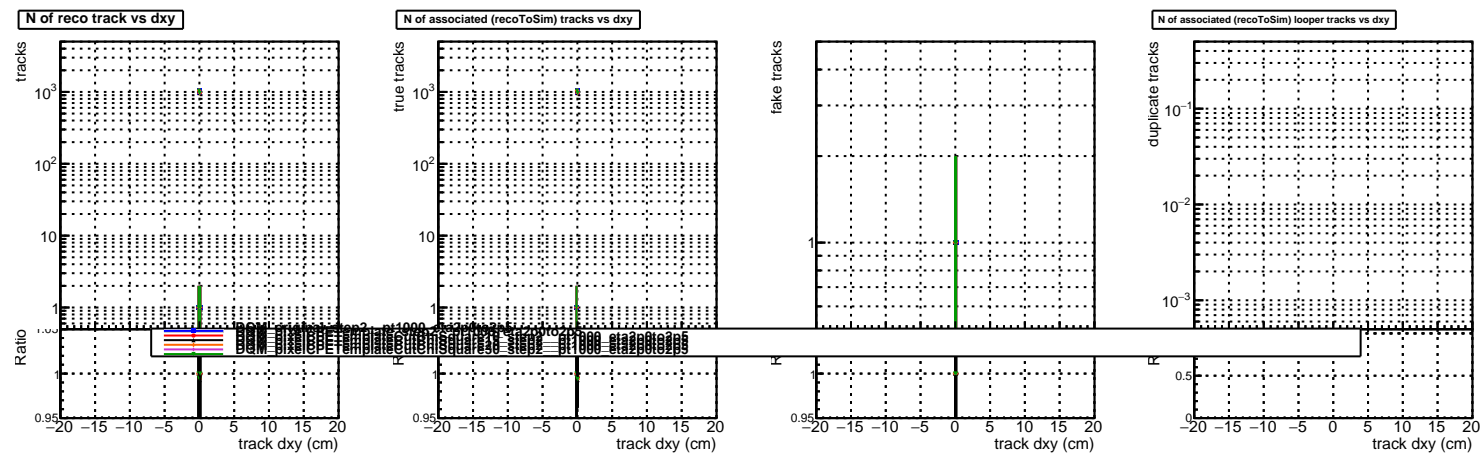 N of reco track vs dxy
tracks
10³
10²
10
1
Ratio
1
0.95
−20 −15 −10 −5 0 5 10 15 20
track dxy (cm)
N of associated (recoToSim) tracks vs dxy
true tracks
10³
10²
10
1
1
0.95
−20 −15 −10 −5 0 5 10 15 20
track dxy (cm)
fake tracks
1
1
0.95
−20 −15 −10 −5 0 5 10 15 20
track dxy (cm)
N of associated (recoToSim) looper tracks vs dxy
duplicate tracks
10⁻¹
10⁻²
10⁻³
0.5
0
−20 −15 −10 −5 0 5 10 15 20
track dxy (cm)